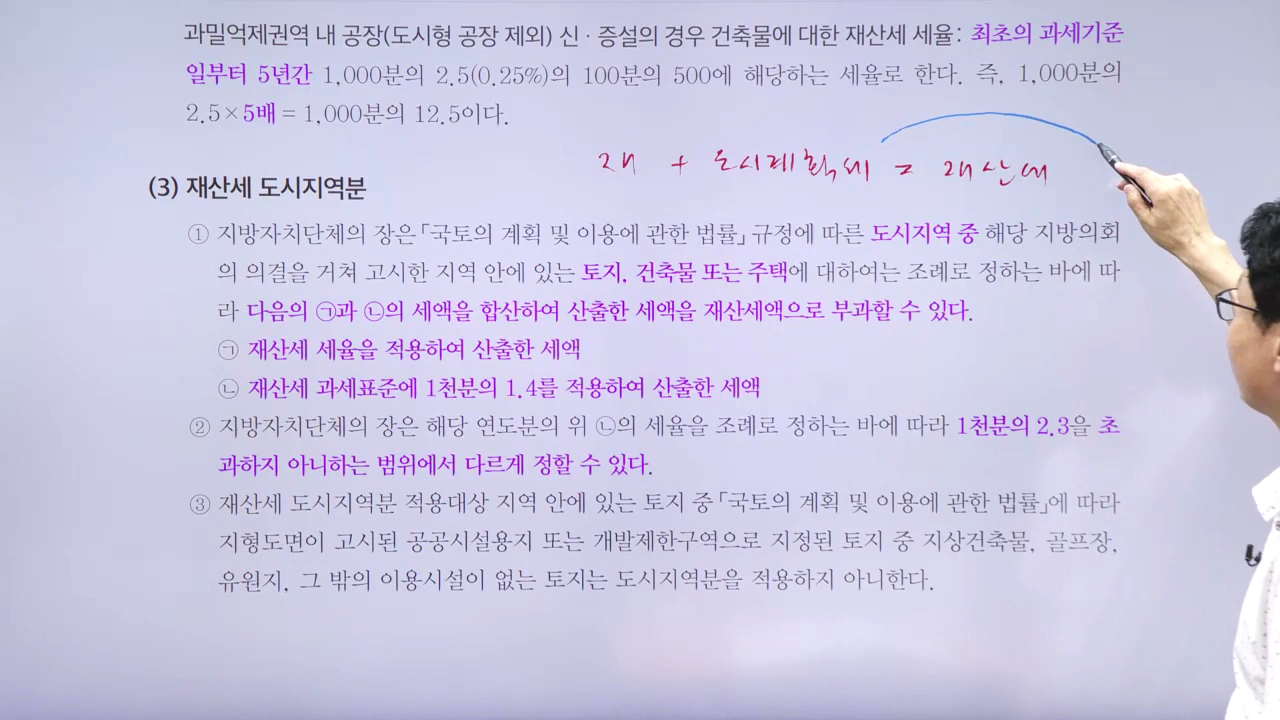 과밀억제권역 내 공장(도시형 공장 제외) 신 · 증설의 경우 건축물에 대한 재산세 세율: 최초의 과세기준
일부터 5년간 1,000분의 2.5(0.25%)의 100분의 500에 해당하는 세율로 한다. 즉, 1,000분의
2.5×5배 = 1,000분의 12.5이다.
재 + 도시계획세 = 재산세
(3) 재산세 도시지역분
① 지방자치단체의 장은 「국토의 계획 및 이용에 관한 법률」 규정에 따른 도시지역 중 해당 지방의회
의 의결을 거쳐 고시한 지역 안에 있는 토지, 건축물 또는 주택에 대하여는 조례로 정하는 바에 따
라 다음의 ㉠과 ㉡의 세액을 합산하여 산출한 세액을 재산세액으로 부과할 수 있다.
㉠ 재산세 세율을 적용하여 산출한 세액
㉡ 재산세 과세표준에 1천분의 1.4를 적용하여 산출한 세액
② 지방자치단체의 장은 해당 연도분의 위 ㉡의 세율을 조례로 정하는 바에 따라 1천분의 2.3을 초
과하지 아니하는 범위에서 다르게 정할 수 있다.
③ 재산세 도시지역분 적용대상 지역 안에 있는 토지 중 「국토의 계획 및 이용에 관한 법률」에 따라
지형도면이 고시된 공공시설용지 또는 개발제한구역으로 지정된 토지 중 지상건축물, 골프장,
유원지, 그 밖의 이용시설이 없는 토지는 도시지역분을 적용하지 아니한다.